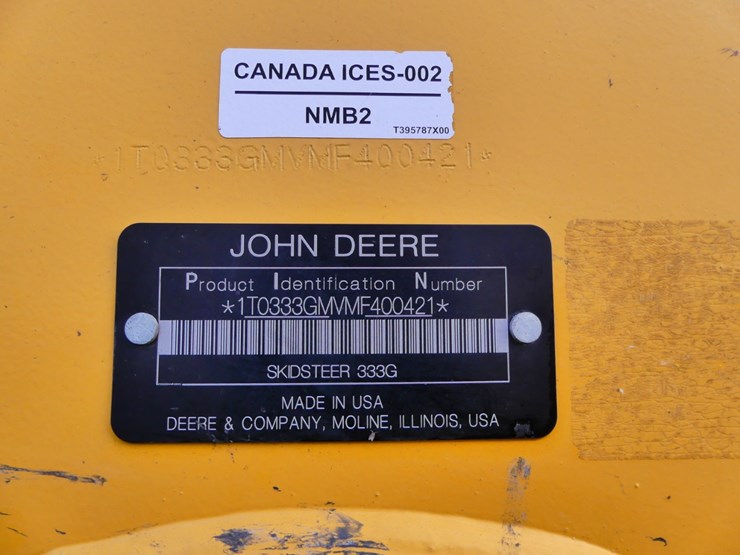 CANADA ICES-002
NMB2
T395787X00
*1T0333GMVMF400421*
JOHN DEERE
Product Identification Number
*1T0333GMVMF400421*
SKIDSTEER 333G
MADE IN USA
DEERE & COMPANY, MOLINE, ILLINOIS, USA